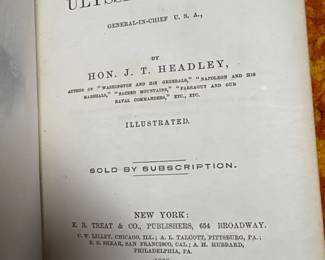 GENERAL-IN-CHIEF U. S. A.,
BY
HON. J. T. HEADLEY,
AUTHOR OF "WASHINGTON AND HIS GENERALS," "NAPOLEON AND HIS
MARSHALS," "SACRED MOUNTAINS," "FARRAGUT AND OUR
NAVAL COMMANDERS," ETC., ETC.
ILLUSTRATED.
SOLD BY SUBSCRIPTION.
NEW YORK:
E. B. TREAT & CO., PUBLISHERS, 654 BROADWAY.
C. W. LILLEY, CHICAGO, ILL.; A. L. TALCOTT, PITTSBURG, PA.;
R. B. SHEAR, SAN FRANCISCO, CAL.; A. H. HUBBARD,
PHILADELPHIA, PA.